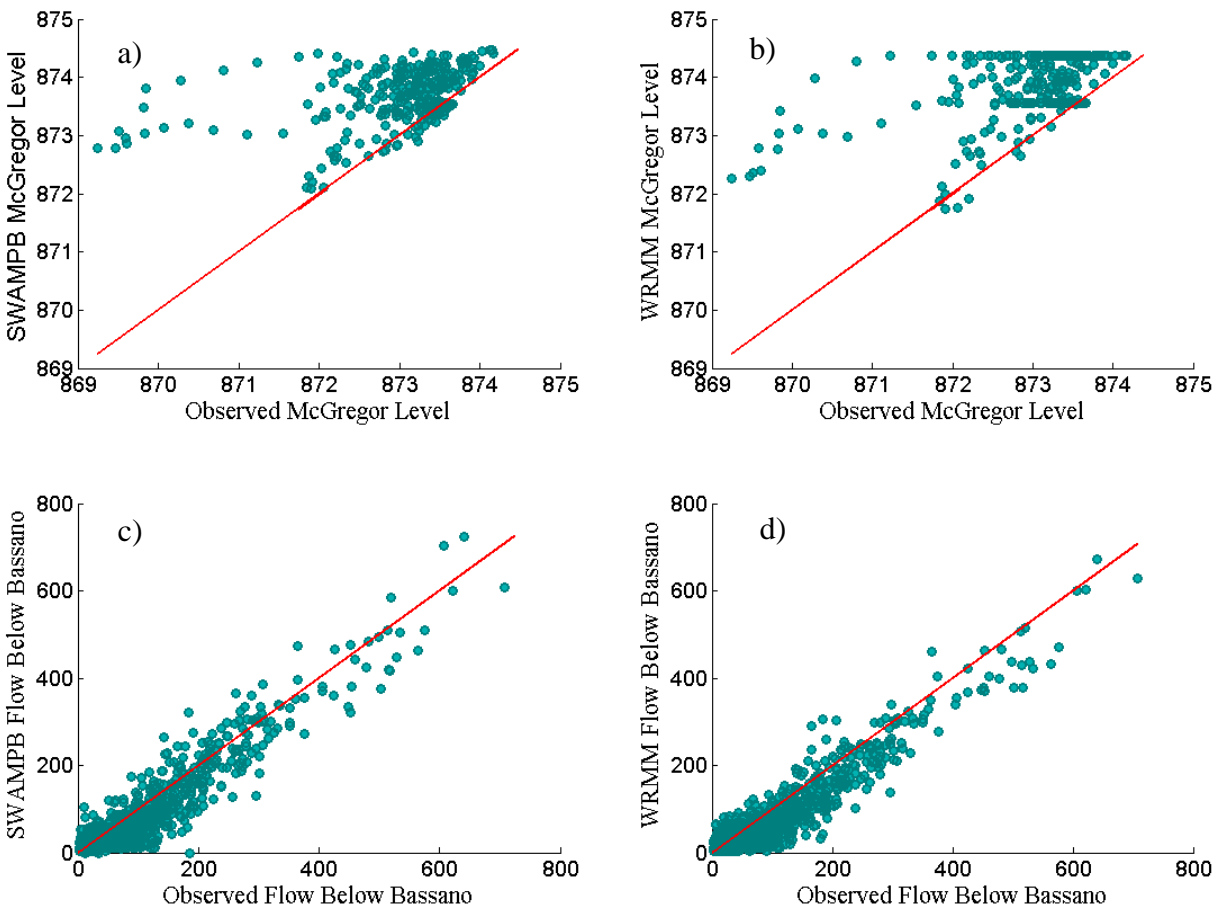 a)
SWAMPB McGregor Level
875
874
873
872
871
870
869
869 870 871 872 873 874 875
Observed McGregor Level
b)
WRMM McGregor Level
875
874
873
872
871
870
869
869 870 871 872 873 874 875
Observed McGregor Level
c)
SWAMPB Flow Below Bassano
800
600
400
200
0
0 200 400 600 800
Observed Flow Below Bassano
d)
WRMM Flow Below Bassano
800
600
400
200
0
0 200 400 600 800
Observed Flow Below Bassano